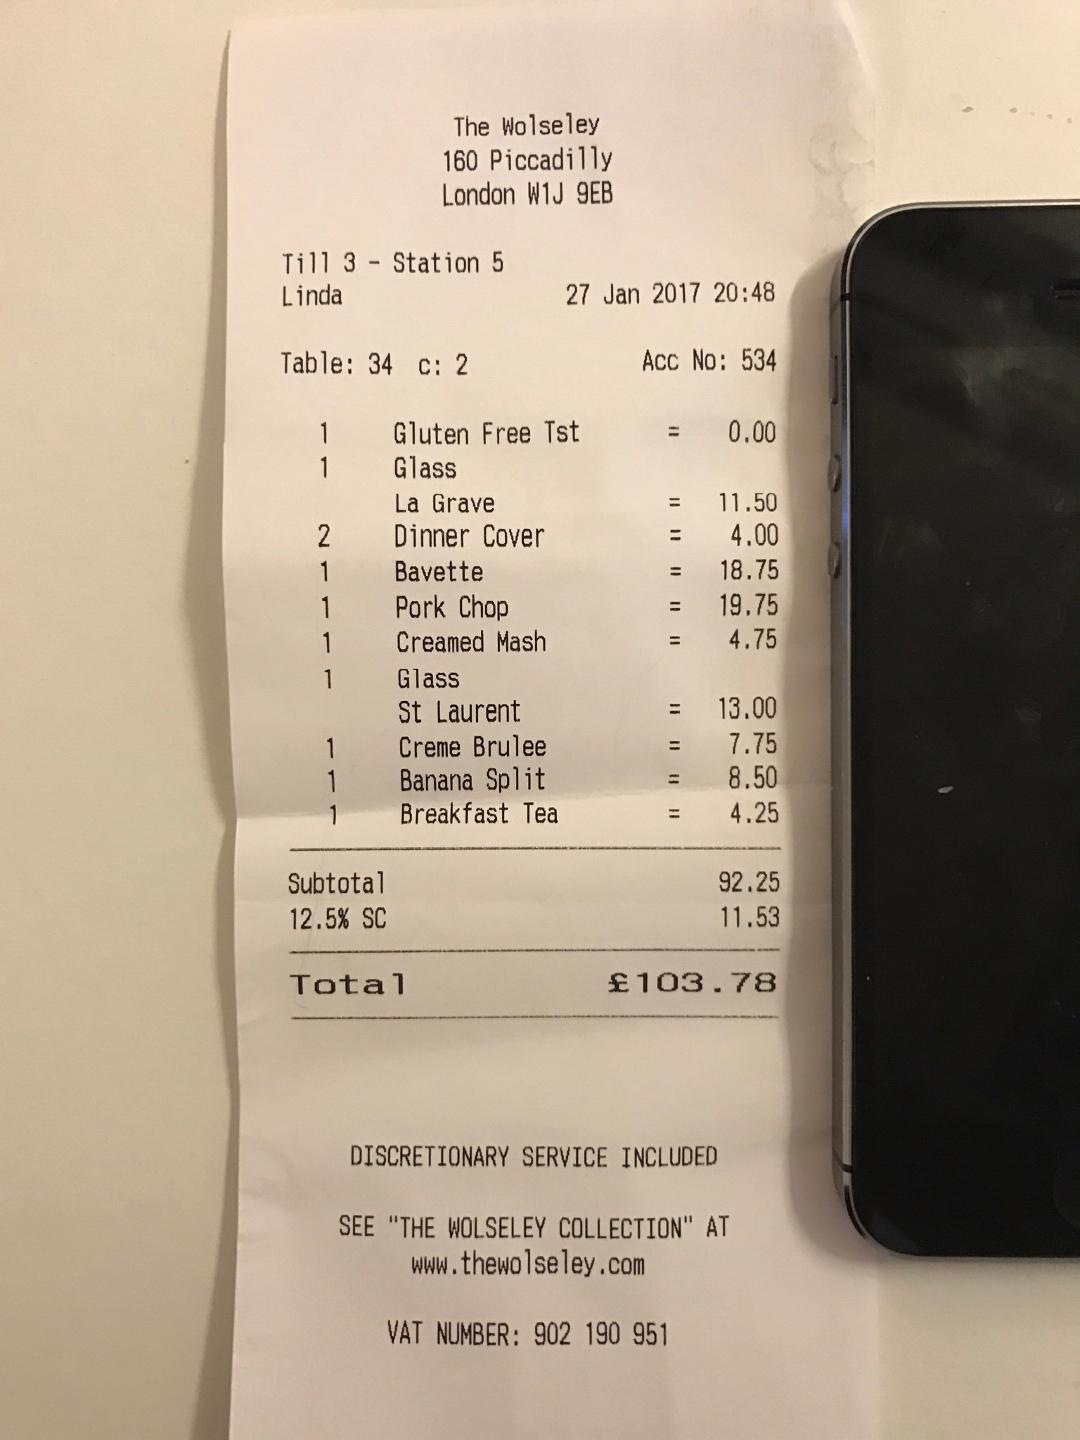 The Wolseley
160 Piccadilly
London W1J 9EB
Till 3 - Station 5
Linda 27 Jan 2017 20:48
Table: 34 c: 2 Acc No: 534
1 Gluten Free Tst = 0.00
1 Glass
La Grave = 11.50
2 Dinner Cover = 4.00
1 Bavette = 18.75
1 Pork Chop = 19.75
1 Creamed Mash = 4.75
1 Glass
St Laurent = 13.00
1 Creme Brulee = 7.75
1 Banana Split = 8.50
1 Breakfast Tea = 4.25
Subtotal 92.25
12.5% SC 11.53
Total £103.78
DISCRETIONARY SERVICE INCLUDED
SEE "THE WOLSELEY COLLECTION" AT
www.thewolseley.com
VAT NUMBER: 902 190 951